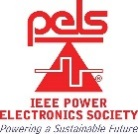 pels
IEEE POWER
ELECTRONICS SOCIETY
Powering a Sustainable Future